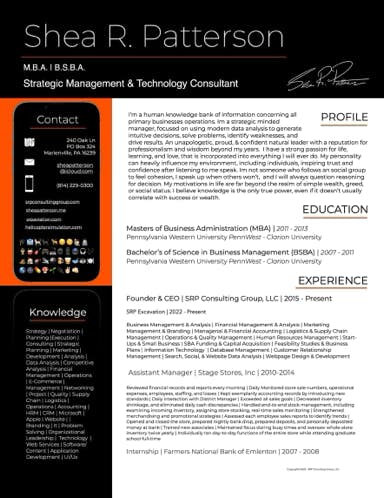 Shea R. Patterson
M.B.A. | B.S.B.A.
Strategic Management & Technology Consultant
Contact
240 Oak Ln
PO Box 324
Marienville, PA 16239
sheapatterson
@icloud.com
(814) 229-0300
srpconsultinggroup.com
sheapatterson.me
helicoptersimulation.com
Knowledge
Strategy | Negotiation |
Planning | Execution |
Consulting | Strategic
Planning | Marketing |
Development | Analysis |
Data Analysis | Competitive
Analysis | Financial
Management | Operations
| E-Commerce |
Management | Networking
| Project | Quality | Supply
Chain | Logistics |
Operations | Accounting |
HRM | CRM | Microsoft |
Apple | Website |
Branding | IT | Problem
Solving | Organizational
Leadership | Technology |
Web Services | Software |
Content | Application
Development | UI/Ux
PROFILE
I'm a human knowledge bank of information concerning all
primary businesses operations. Im a strategic minded
manager, focused on using modern data analysis to generate
intuitive decisions, solve problems, identify weaknesses, and
drive results. An unapologetic, proud, & confident natural leader with a reputation for
professionalism and wisdom beyond my years. I have a strong passion for life,
learning, and love, that is incorporated into everything I will ever do. My personality
can heavily influence my environment, including individuals, inspiring trust and
confidence after listening to me speak. Im not someone who follows as social group
to feel cohesion, I speak up when others won't, and I will always question reasoning
for decision. My motivations in life are far beyond the realm of simple wealth, greed,
or social status. I believe knowledge is the only true power, even if it doesn't usually
correlate with success or wealth.
EDUCATION
Masters of Business Administration (MBA) | 2011 - 2013
Pennsylvania Western University PennWest - Clarion University
Bachelor's of Science in Business Management (BSBA) | 2007 - 2011
Pennsylvania Western University PennWest - Clarion University
EXPERIENCE
Founder & CEO | SRP Consulting Group, LLC | 2015 - Present
SRP Excavation | 2022 - Present
Business Management & Analysis | Financial Management & Analysis | Marketing
Management & Branding | Managerial & Financial Accounting | Logistics & Supply Chain
Management | Operations & Quality Management | Human Resources Management | Start-
Ups & Small Business | SBA Funding & Capital Acquisition | Feasibility Studies & Business
Plans | Information Technology | Database Management | Customer Relationship
Management | Search, Social, & Website Data Analysis | Webpage Design & Development
Assistant Manager | Stage Stores, Inc | 2010-2014
Reviewed financial records and reports every morning | Daily Monitored store sale numbers, operational
expenses, employees, staffing, and losses | Kept exemplarily accounting records by introducing new
standards | Daily interaction with District Manager | Exceeded all sales goals | Decreased inventory
shrinkage, and eliminated daily cash discrepancies | Handled end-to-end stock management, including
examining incoming inventory, assigning store stocking, real-time sales monitoring | Strengthened
merchandising and promotional strategies | Assessed each employee sales reports to identify trends |
Opened and closed the store, prepared nightly bank drop, prepared deposits, and personally deposited
money at bank | Trained new associates | Maintained focus during busy times and oversaw whole-store
inventory twice yearly | Individually ran day-to-day functions of the entire store while attending graduate
school full-time
Internship | Farmers National Bank of Emlenton | 2007 - 2008